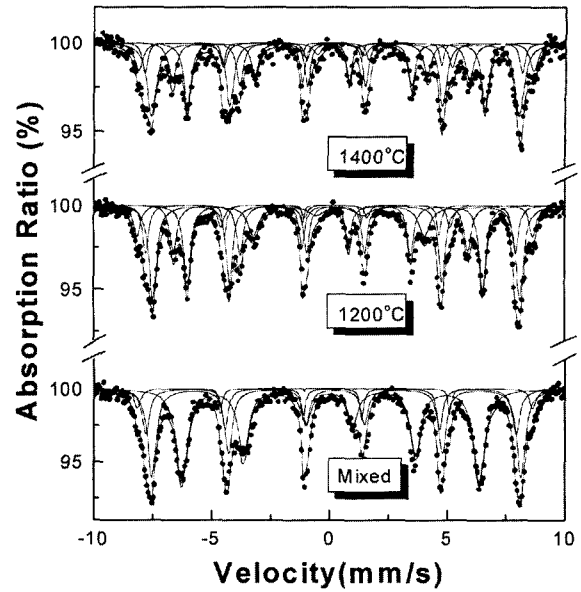 100
95
1400°C
100
95
1200°C
100
95
Mixed
-10 -5 0 5 10
Velocity(mm/s)
Absorption Ratio (%)